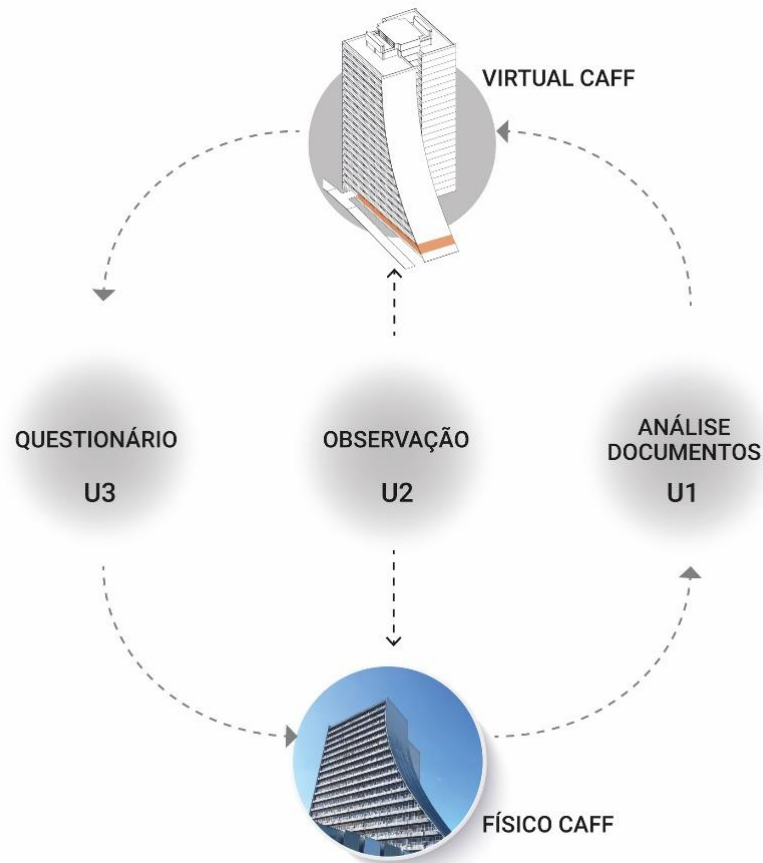 VIRTUAL CAFF
QUESTIONÁRIO
U3
OBSERVAÇÃO
U2
ANÁLISE
DOCUMENTOS
U1
FÍSICO CAFF